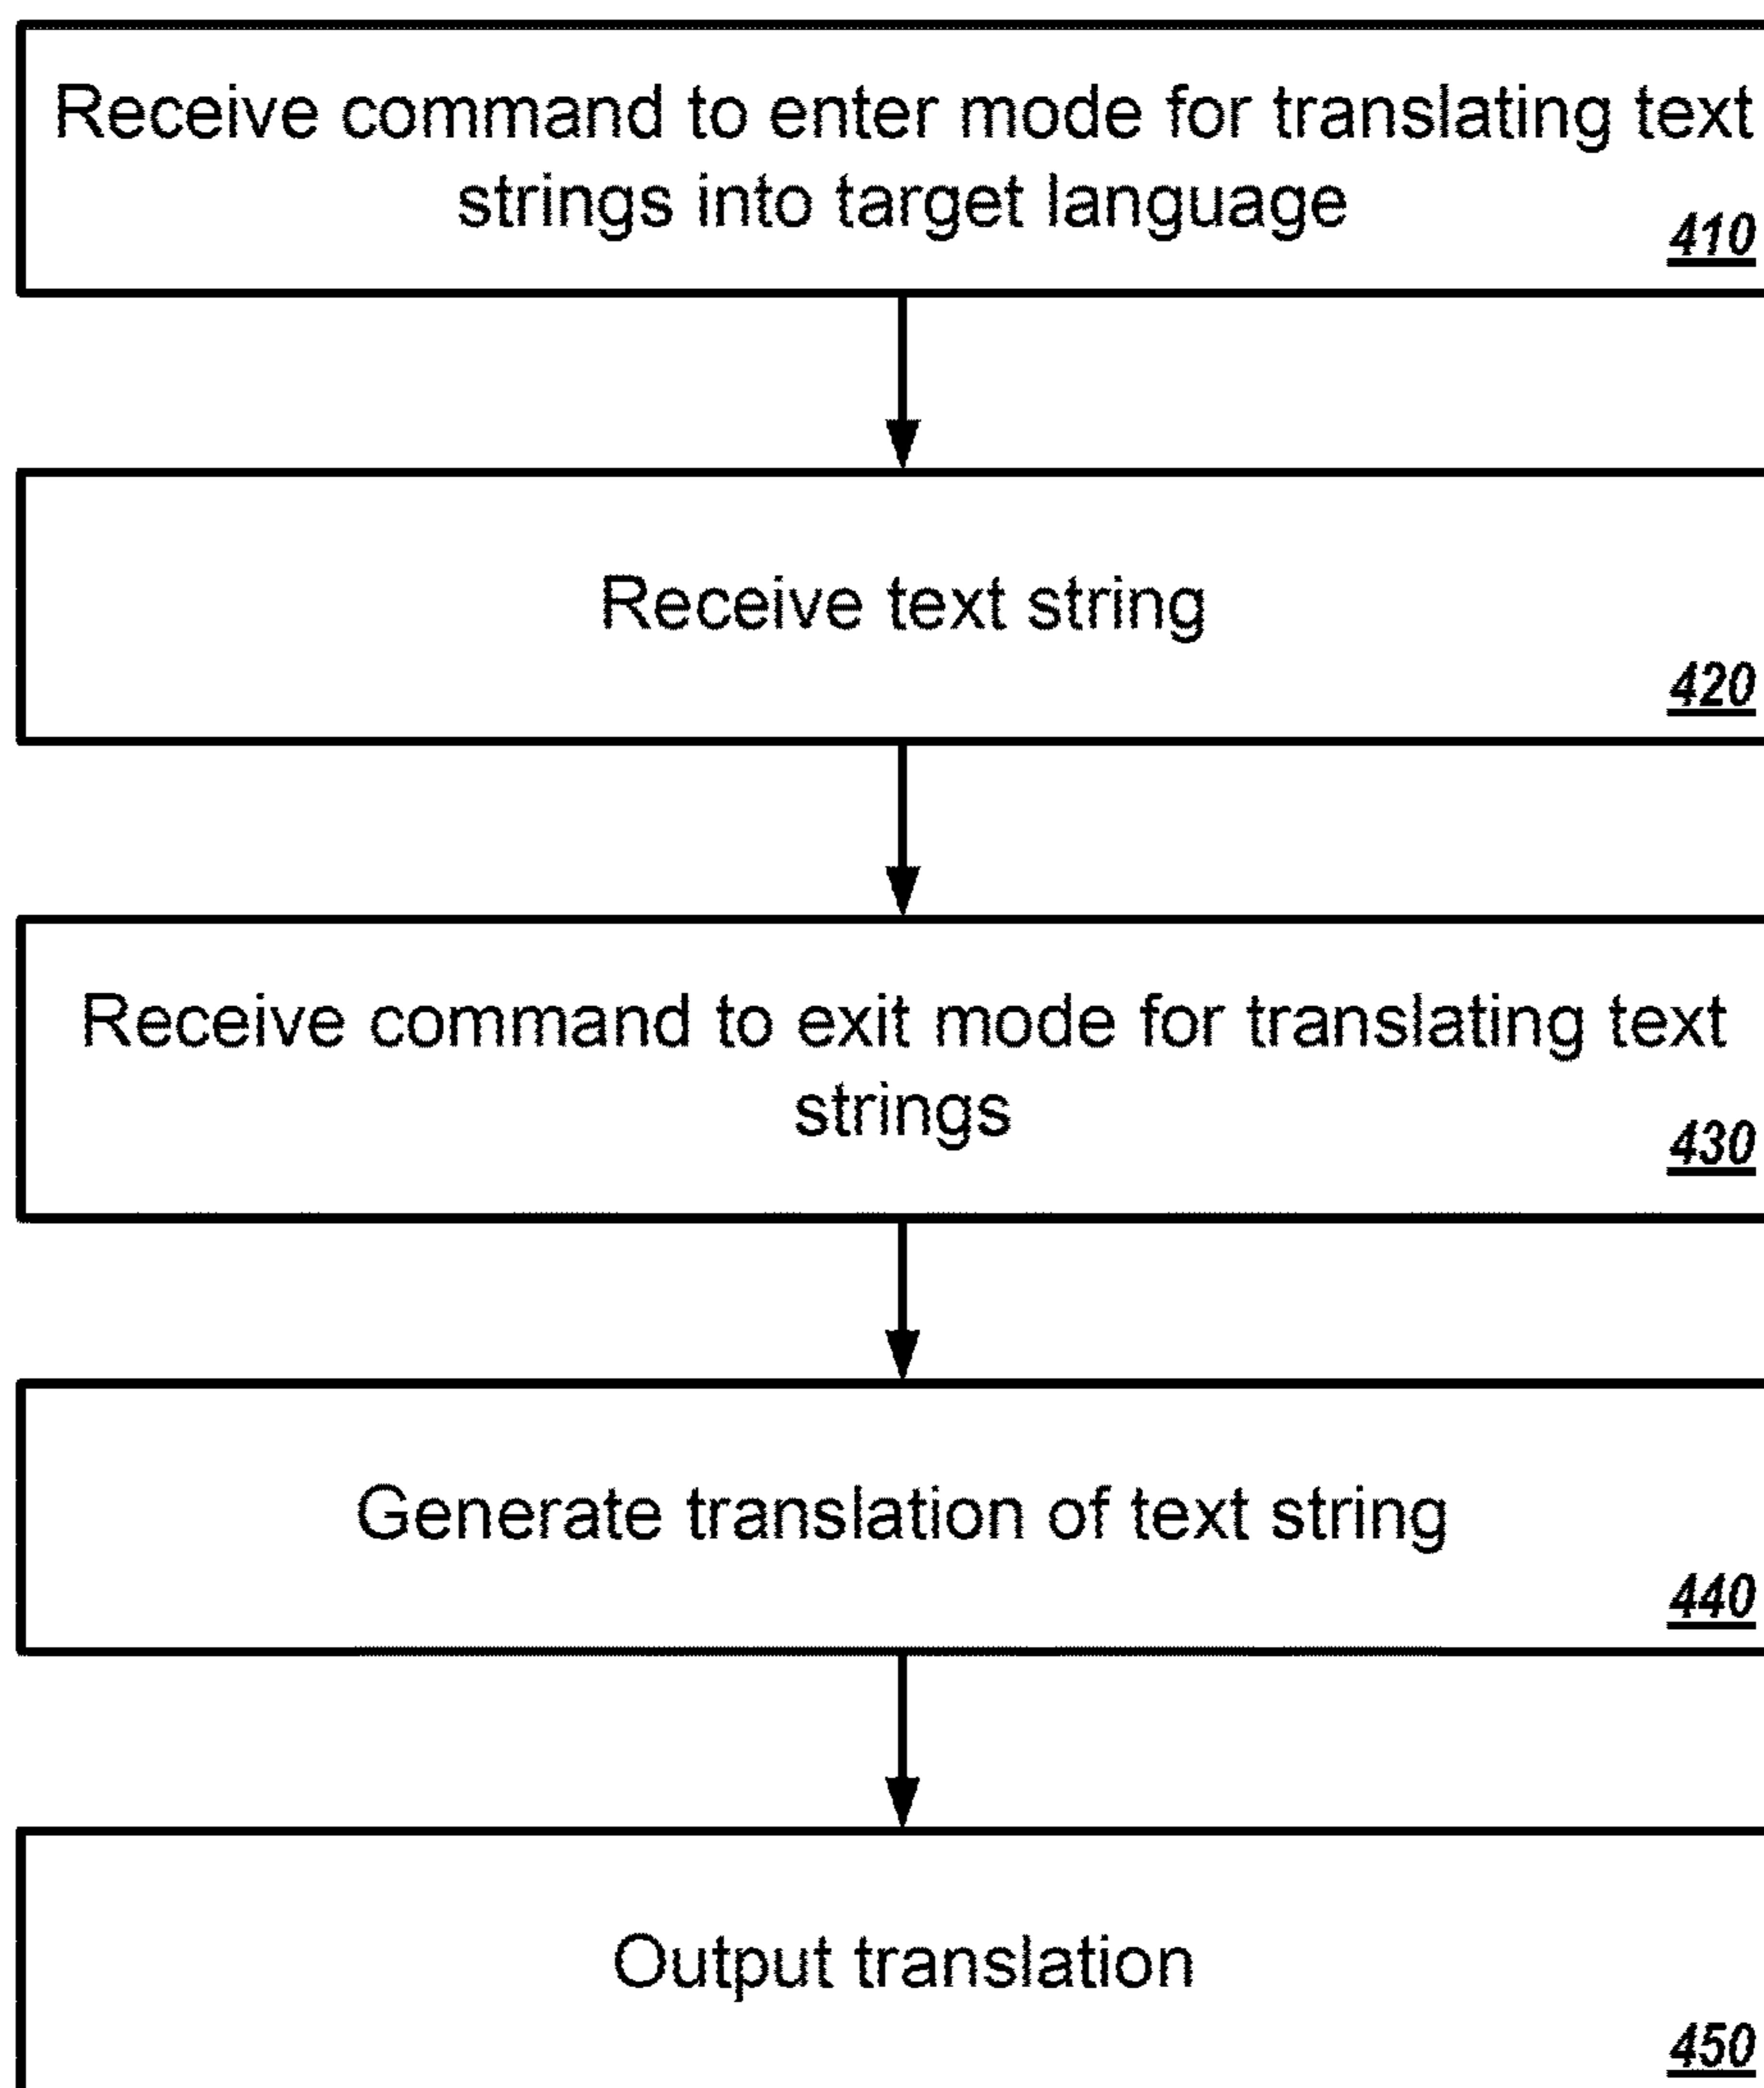 Receive command to enter mode for translating text
strings into target language
410
Receive text string
420
Receive command to exit mode for translating text
strings
430
Generate translation of text string
440
Output translation
450